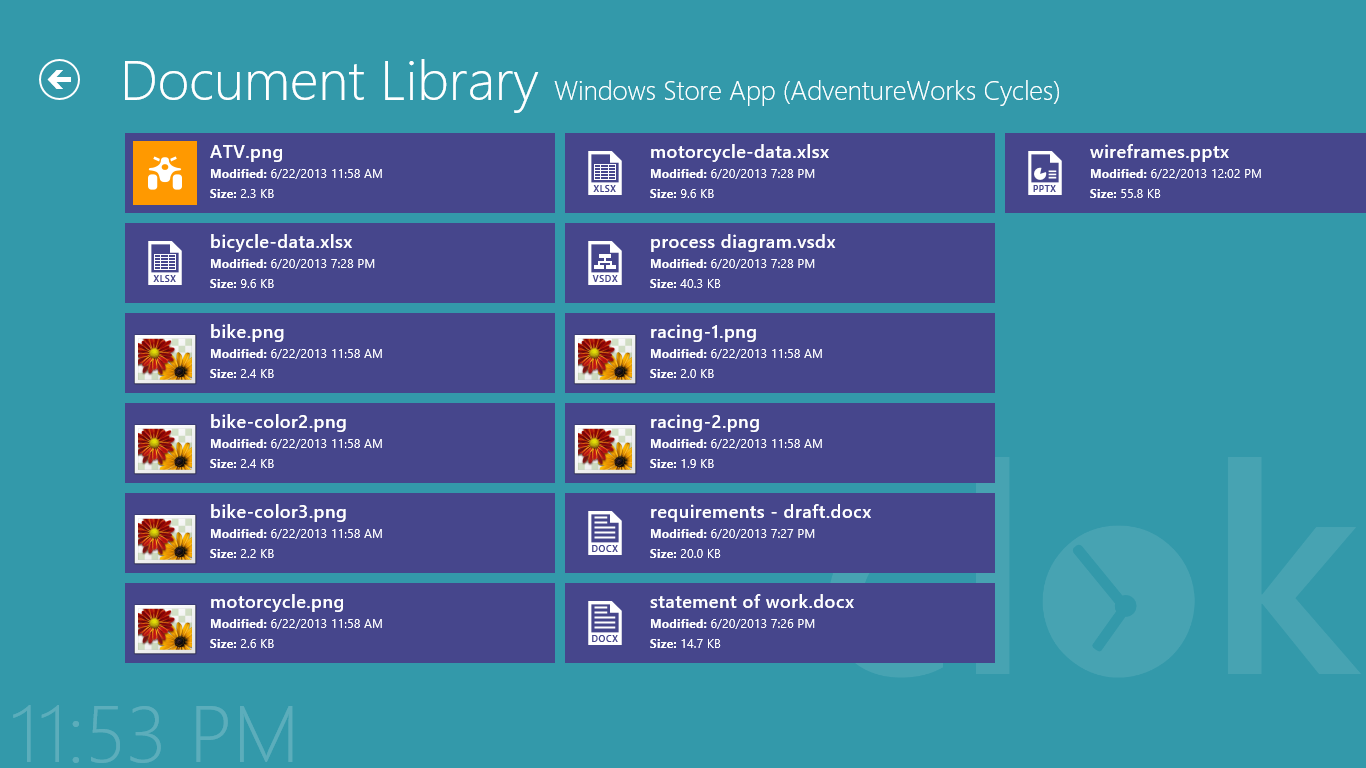 Document Library Windows Store App (AdventureWorks Cycles)
ATV.png
Modified: 6/22/2013 11:58 AM
Size: 2.3 KB
XLSX
bicycle-data.xlsx
Modified: 6/20/2013 7:28 PM
Size: 9.6 KB
bike.png
Modified: 6/22/2013 11:58 AM
Size: 2.4 KB
bike-color2.png
Modified: 6/22/2013 11:58 AM
Size: 2.4 KB
bike-color3.png
Modified: 6/22/2013 11:58 AM
Size: 2.2 KB
motorcycle.png
Modified: 6/22/2013 11:58 AM
Size: 2.6 KB
XLSX
motorcycle-data.xlsx
Modified: 6/20/2013 7:28 PM
Size: 9.6 KB
VSDX
process diagram.vsdx
Modified: 6/20/2013 7:28 PM
Size: 40.3 KB
racing-1.png
Modified: 6/22/2013 11:58 AM
Size: 2.0 KB
racing-2.png
Modified: 6/22/2013 11:58 AM
Size: 1.9 KB
DOCX
requirements - draft.docx
Modified: 6/20/2013 7:27 PM
Size: 20.0 KB
DOCX
statement of work.docx
Modified: 6/20/2013 7:26 PM
Size: 14.7 KB
PPTX
wireframes.pptx
Modified: 6/22/2013 12:02 PM
Size: 55.8 KB
clok
11:53 PM